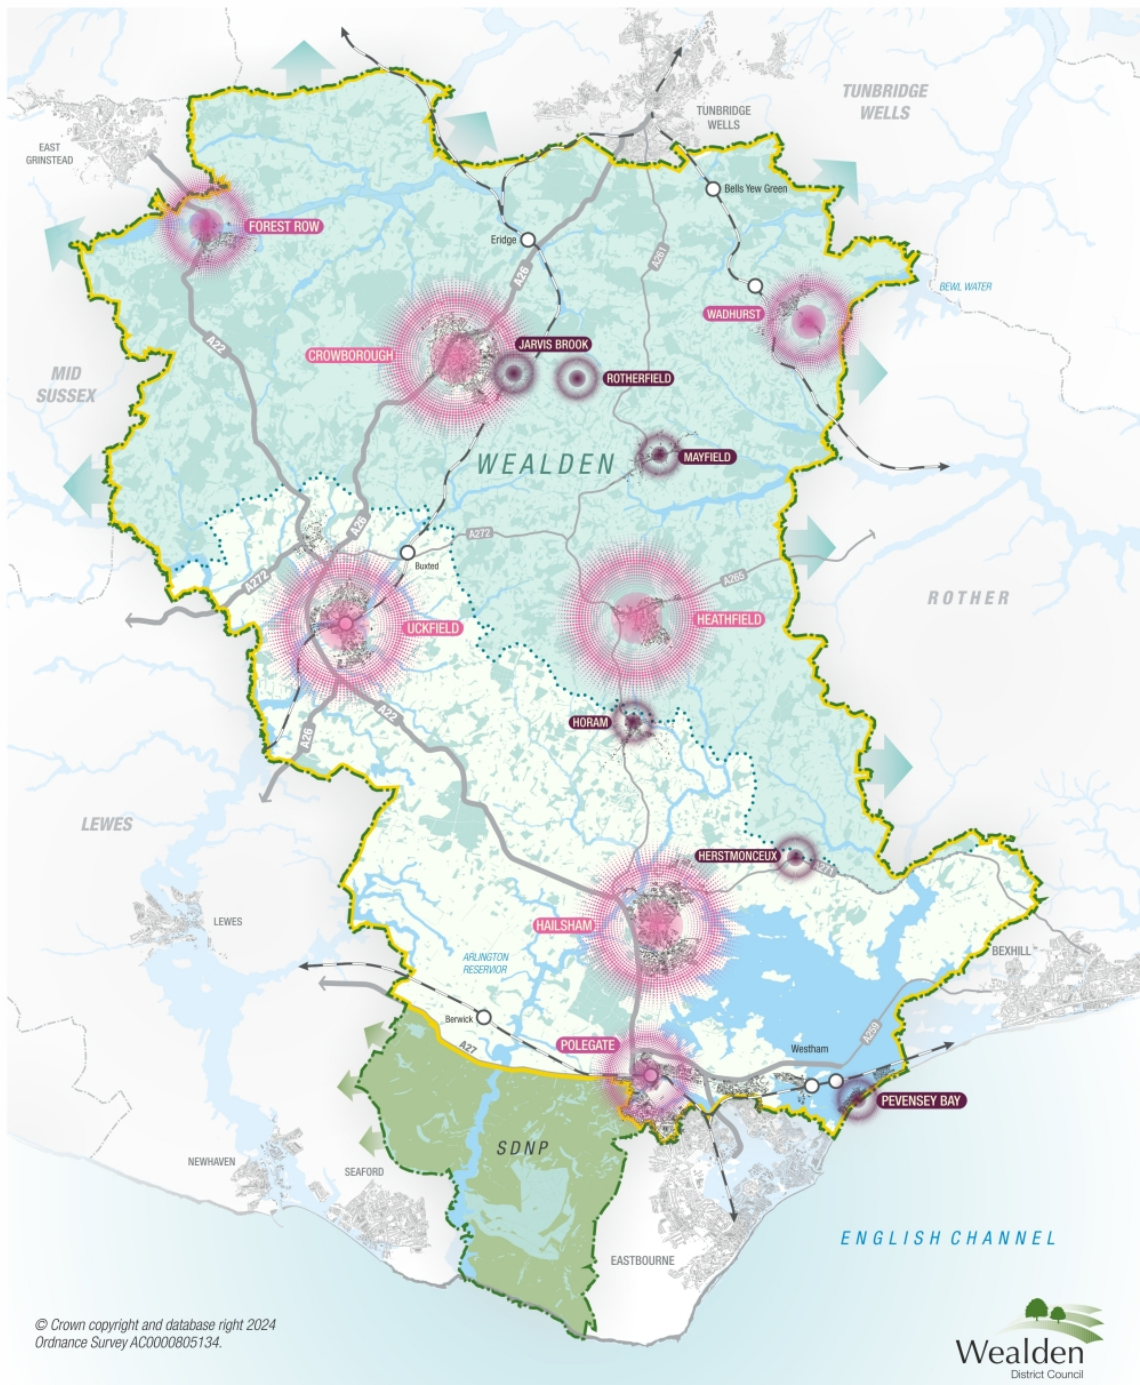 TUNBRIDGE
WELLS
TUNBRIDGE
WELLS
EAST
GRINSTEAD
Bells Yew Green
FOREST ROW
Eridge
A26
A261
BEWL WATER
WADHURST
A22
JARVIS BROOK
CROWBOROUGH
MID
SUSSEX
ROTHERFIELD
WEALDEN
MAYFIELD
A26
A272
Buxted
A272
A265
ROTHER
UCKFIELD
HEATHFIELD
A22
HORAM
A26
LEWES
HERSTMONCEUX
A271
LEWES
HAILSHAM
BEXHILL
ARLINGTON
RESERVIOR
Berwick
A259
POLEGATE
A27
Westham
PEVENSEY BAY
SDNP
NEWHAVEN
SEAFORD
ENGLISH CHANNEL
EASTBOURNE
© Crown copyright and database right 2024
Ordnance Survey AC0000805134.
Wealden
District Council